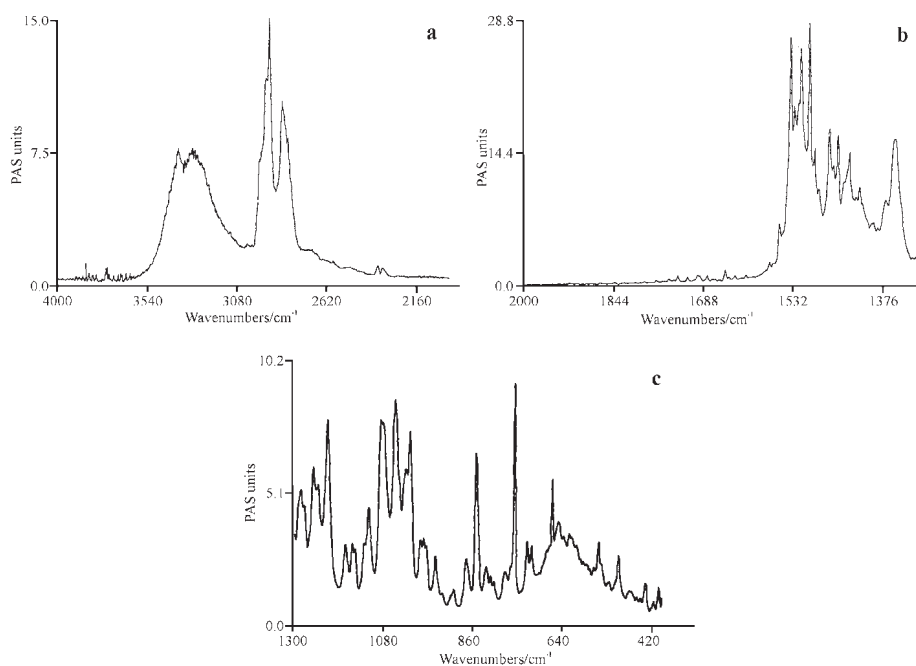 15.0
a
PAS units
7.5
0.0
4000 3540 3080 2620 2160
Wavenumbers/cm⁻¹
28.8
b
PAS units
14.4
0.0
2000 1844 1688 1532 1376
Wavenumbers/cm⁻¹
10.2
c
PAS units
5.1
0.0
1300 1080 860 640 420
Wavenumbers/cm⁻¹